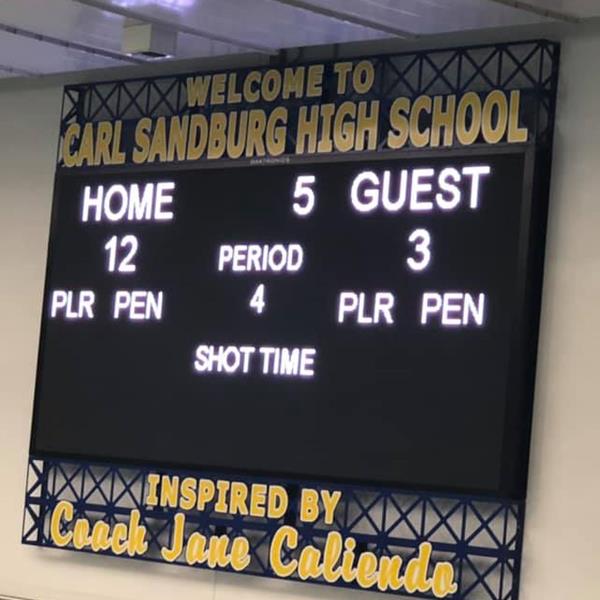 WELCOME TO
CARL SANDBURG HIGH SCHOOL
DAKTRONICS
HOME 5 GUEST
12 PERIOD 3
PLR PEN 4 PLR PEN
SHOT TIME
INSPIRED BY
Coach Jane Caliendo